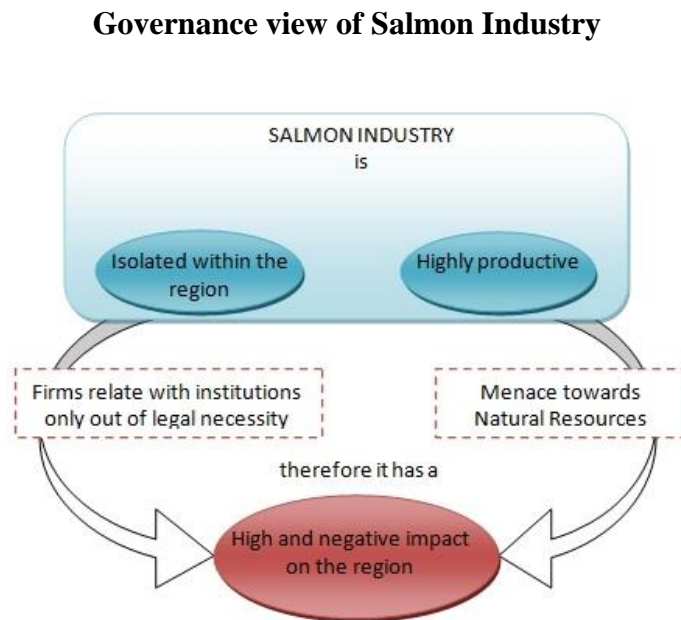 Governance view of Salmon Industry
SALMON INDUSTRY
is
Isolated within the
region
Highly productive
Firms relate with institutions
only out of legal necessity
Menace towards
Natural Resources
therefore it has a
High and negative impact
on the region